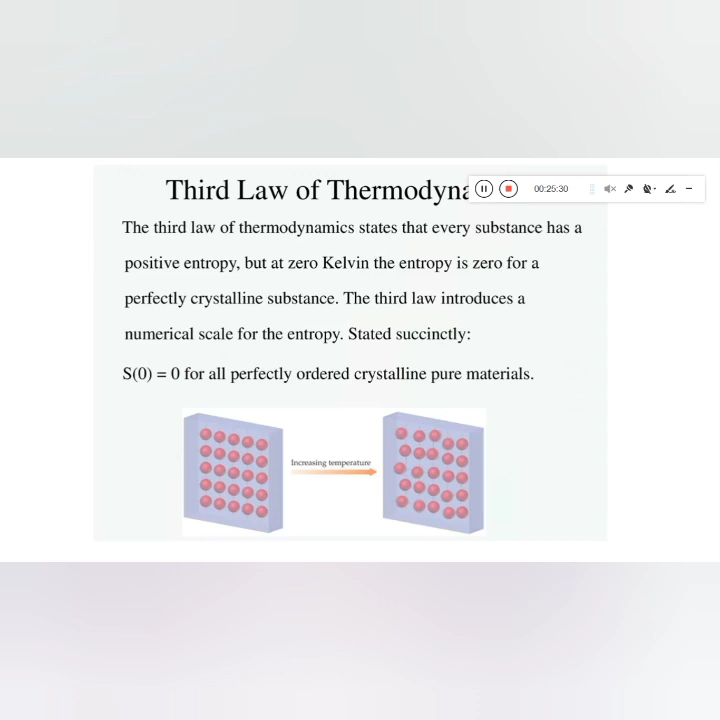 Third Law of Thermodyna
00:25:30
The third law of thermodynamics states that every substance has a
positive entropy, but at zero Kelvin the entropy is zero for a
perfectly crystalline substance. The third law introduces a
numerical scale for the entropy. Stated succinctly:
S(0) = 0 for all perfectly ordered crystalline pure materials.
Increasing temperature